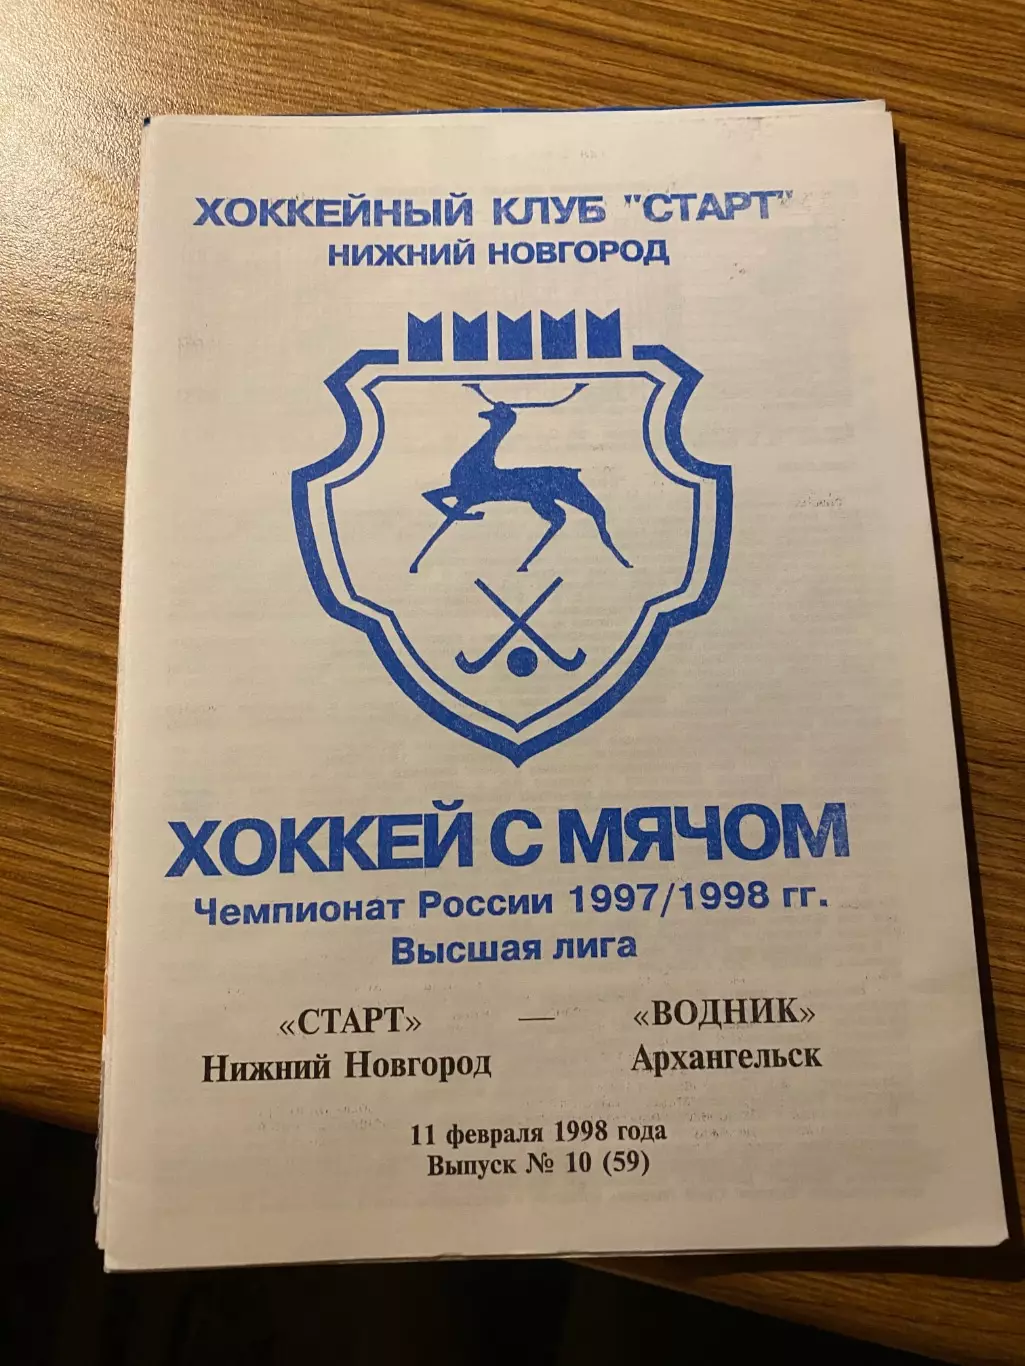 ХОККЕЙНЫЙ КЛУБ "СТАРТ"
НИЖНИЙ НОВГОРОД
ХОККЕЙ С МЯЧОМ
Чемпионат России 1997/1998 гг.
Высшая лига
«СТАРТ» — «ВОДНИК»
Нижний Новгород Архангельск
11 февраля 1998 года
Выпуск № 10 (59)